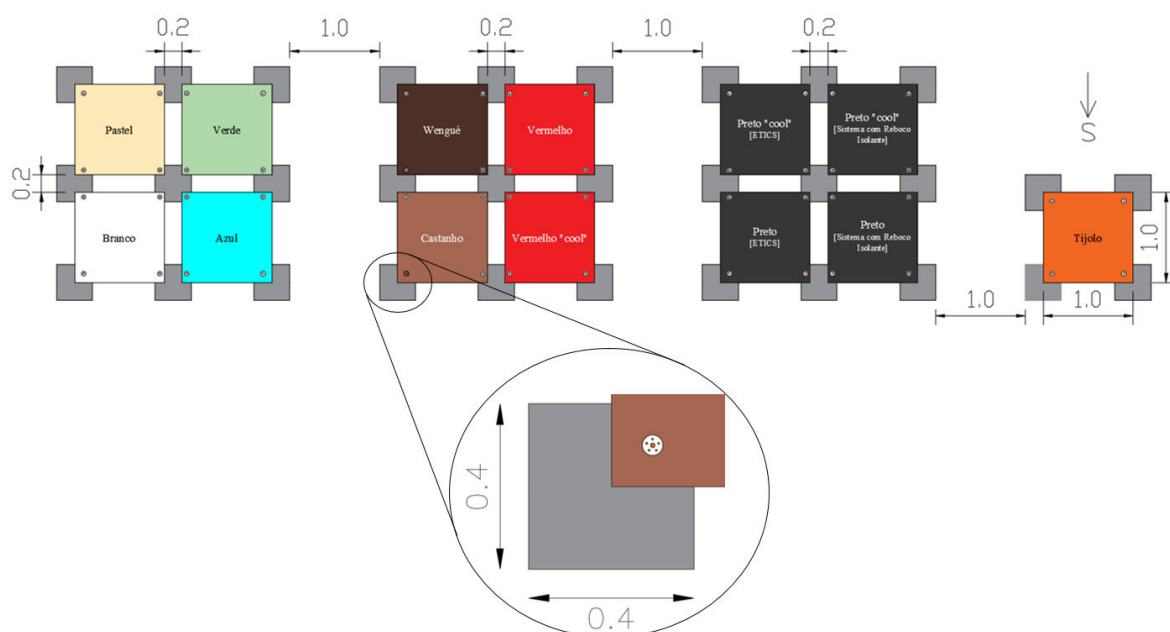 0.2
1.0
0.2
1.0
0.2
Pastel
Verde
Wengué
Vermelho
Preto "cool"
[ETICS]
Preto "cool"
[Sistema com Reboco
Isolante]
S
0.2
Branco
Azul
Castanho
Vermelho "cool"
Preto
[ETICS]
Preto
[Sistema com Reboco
Isolante]
Tijolo
1.0
1.0
1.0
0.4
0.4